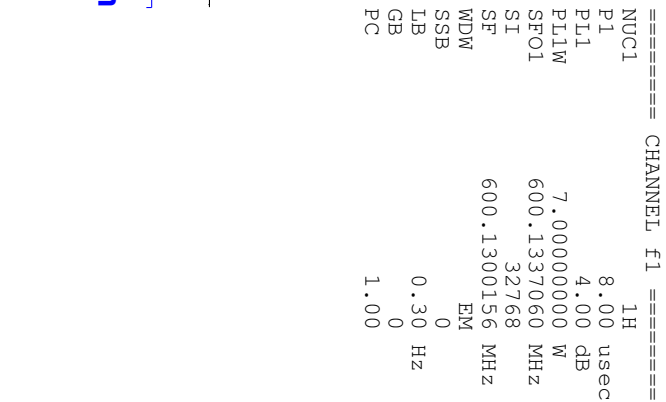 ======== CHANNEL f1 ========
NUC1 1H
P1 8.00 usec
PL1 4.00 dB
PL1W 7.00000000 W
SFO1 600.1337060 MHz
SI 32768
SF 600.1300156 MHz
WDW EM
SSB 0
LB 0.30 Hz
GB 0
PC 1.00